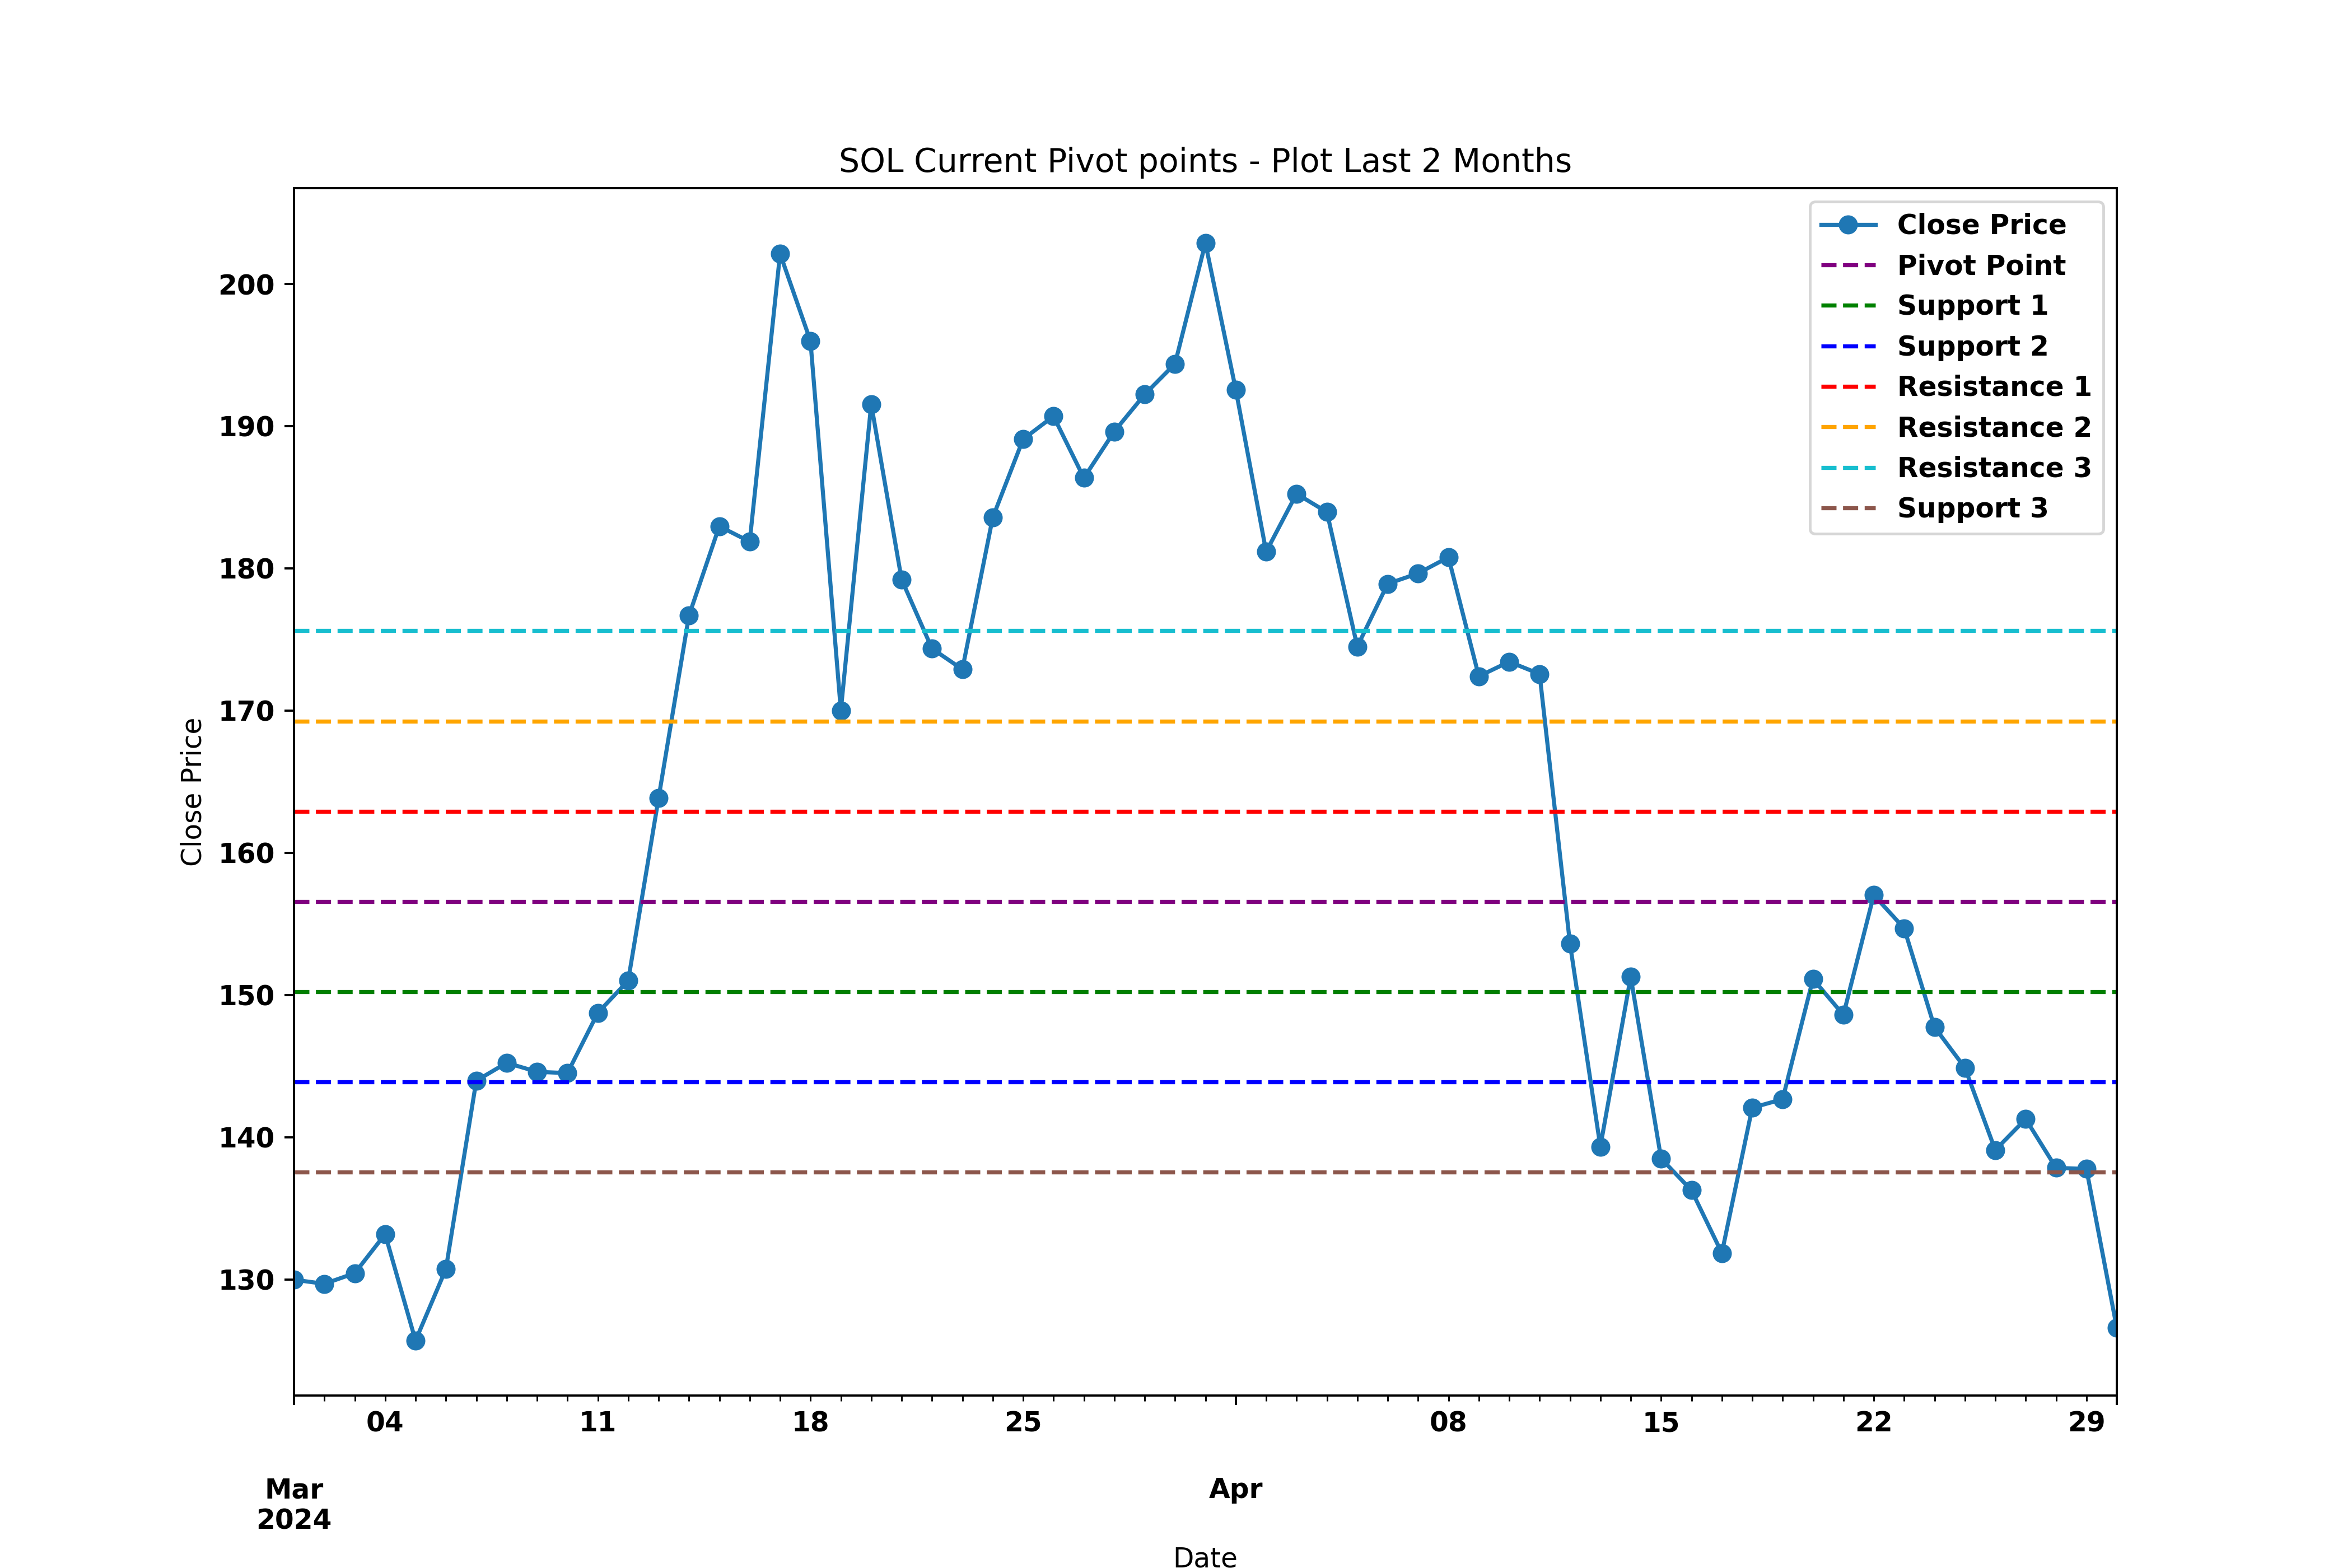 SOL Current Pivot points - Plot Last 2 Months
Close Price
Pivot Point
Support 1
Support 2
Resistance 1
Resistance 2
Resistance 3
Support 3
200
190
180
170
160
150
140
130
Close Price
04 11 18 25 08 15 22 29
Mar Apr
2024
Date